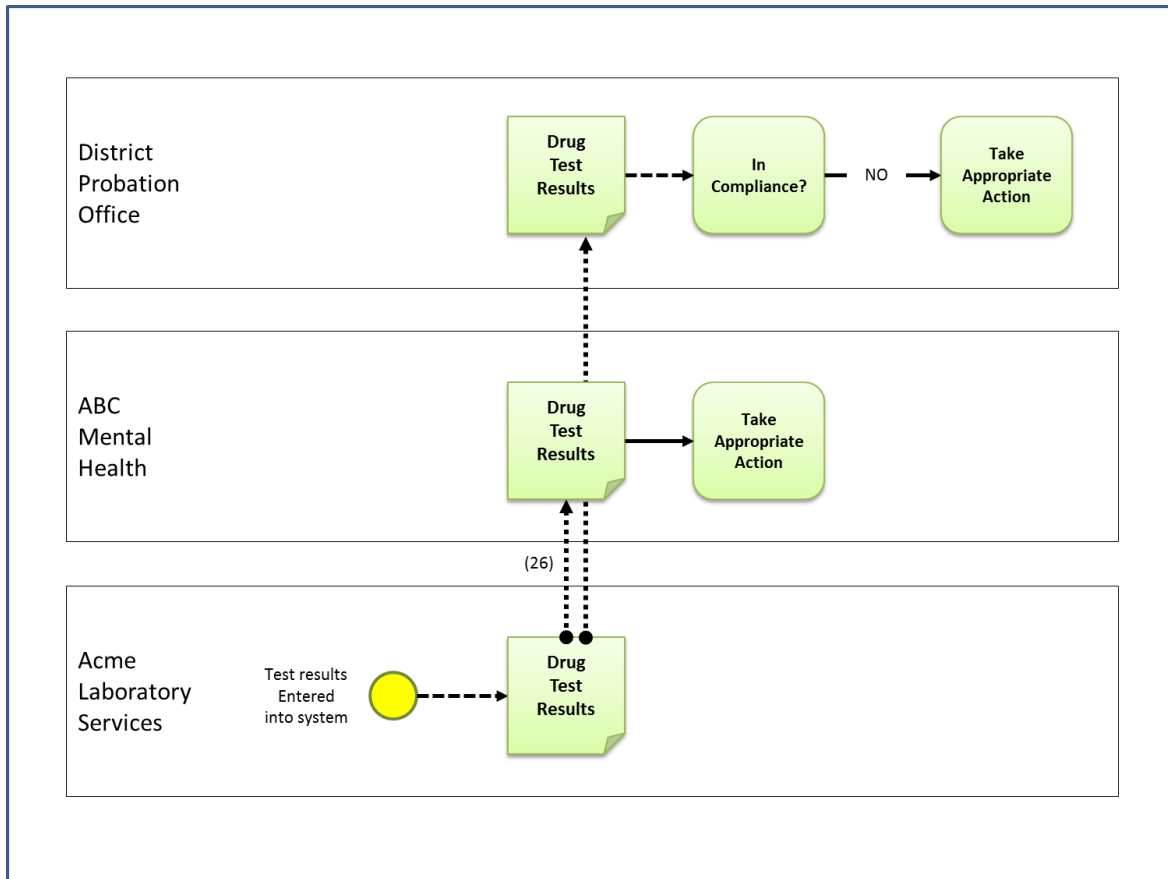 District
Probation
Office
Drug
Test
Results
In
Compliance?
NO
Take
Appropriate
Action
ABC
Mental
Health
Drug
Test
Results
Take
Appropriate
Action
(26)
Acme
Laboratory
Services
Test results
Entered
into system
Drug
Test
Results